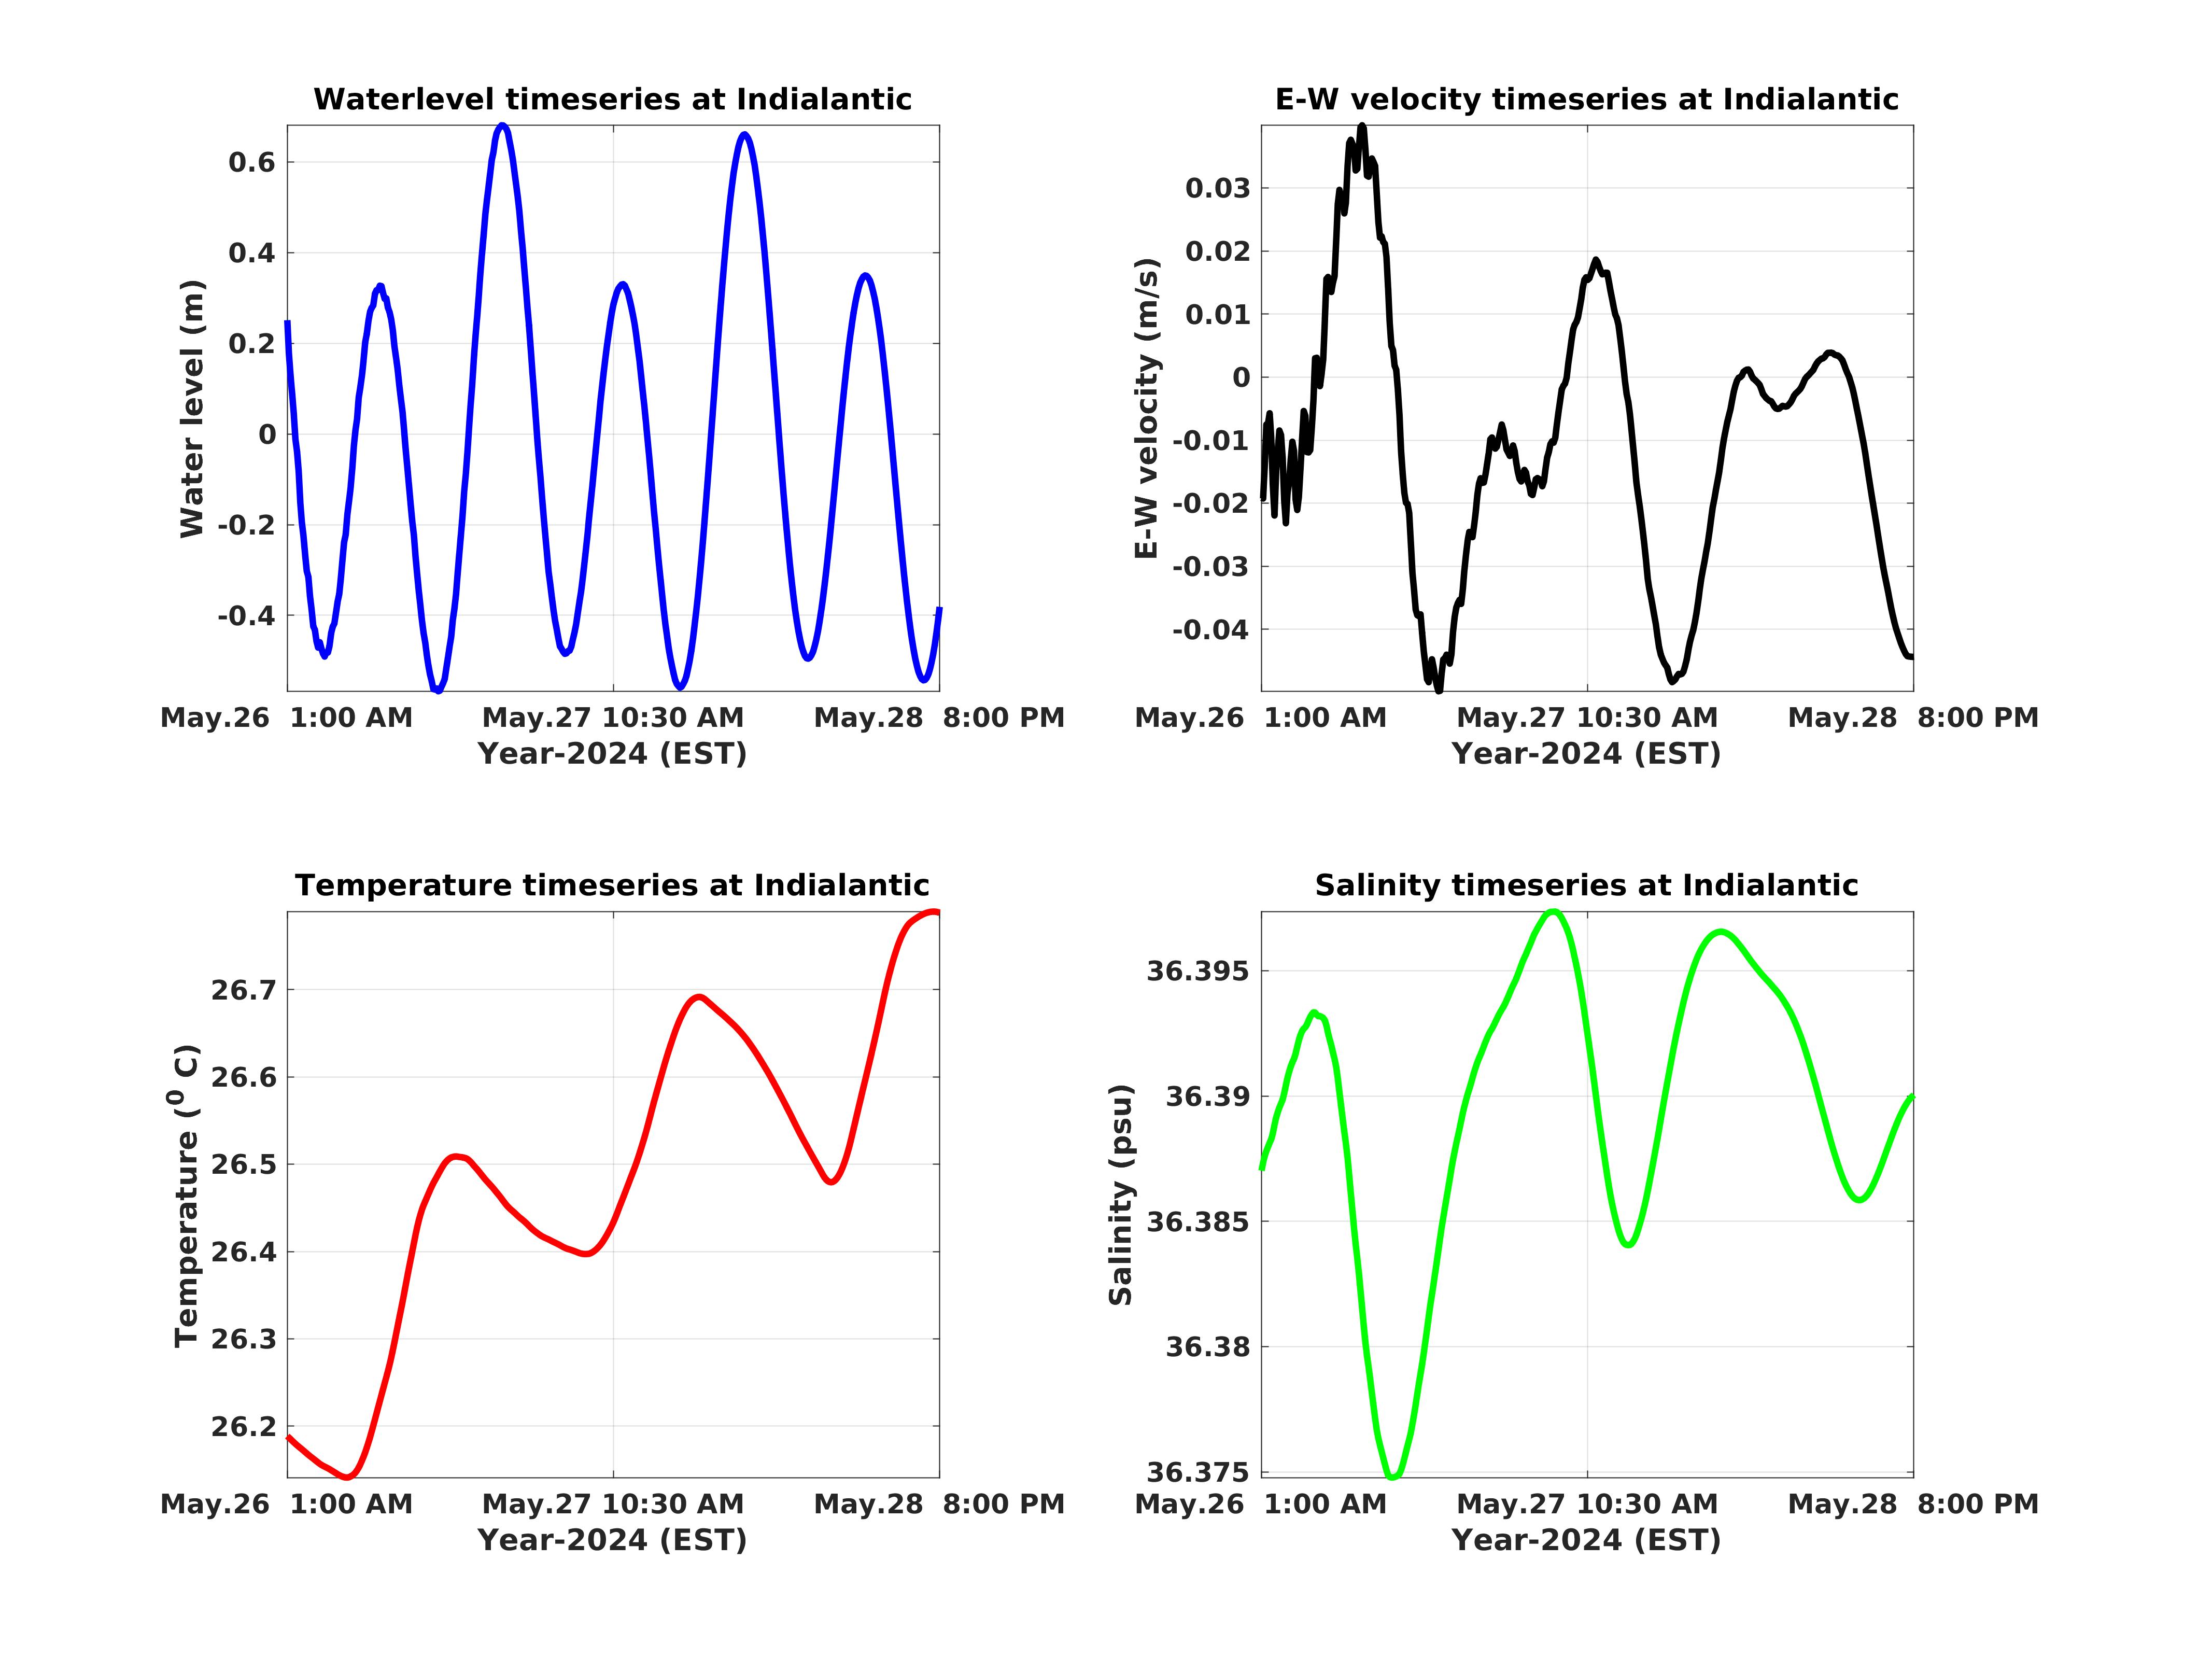 Waterlevel timeseries at Indialantic
0.6
0.4
0.2
0
-0.2
-0.4
Water level (m)
May.26 1:00 AM May.27 10:30 AM May.28 8:00 PM
Year-2024 (EST)
E-W velocity timeseries at Indialantic
0.03
0.02
0.01
0
-0.01
-0.02
-0.03
-0.04
E-W velocity (m/s)
May.26 1:00 AM May.27 10:30 AM May.28 8:00 PM
Year-2024 (EST)
Temperature timeseries at Indialantic
26.7
26.6
26.5
26.4
26.3
26.2
Temperature (⁰ C)
May.26 1:00 AM May.27 10:30 AM May.28 8:00 PM
Year-2024 (EST)
Salinity timeseries at Indialantic
36.395
36.39
36.385
36.38
36.375
Salinity (psu)
May.26 1:00 AM May.27 10:30 AM May.28 8:00 PM
Year-2024 (EST)